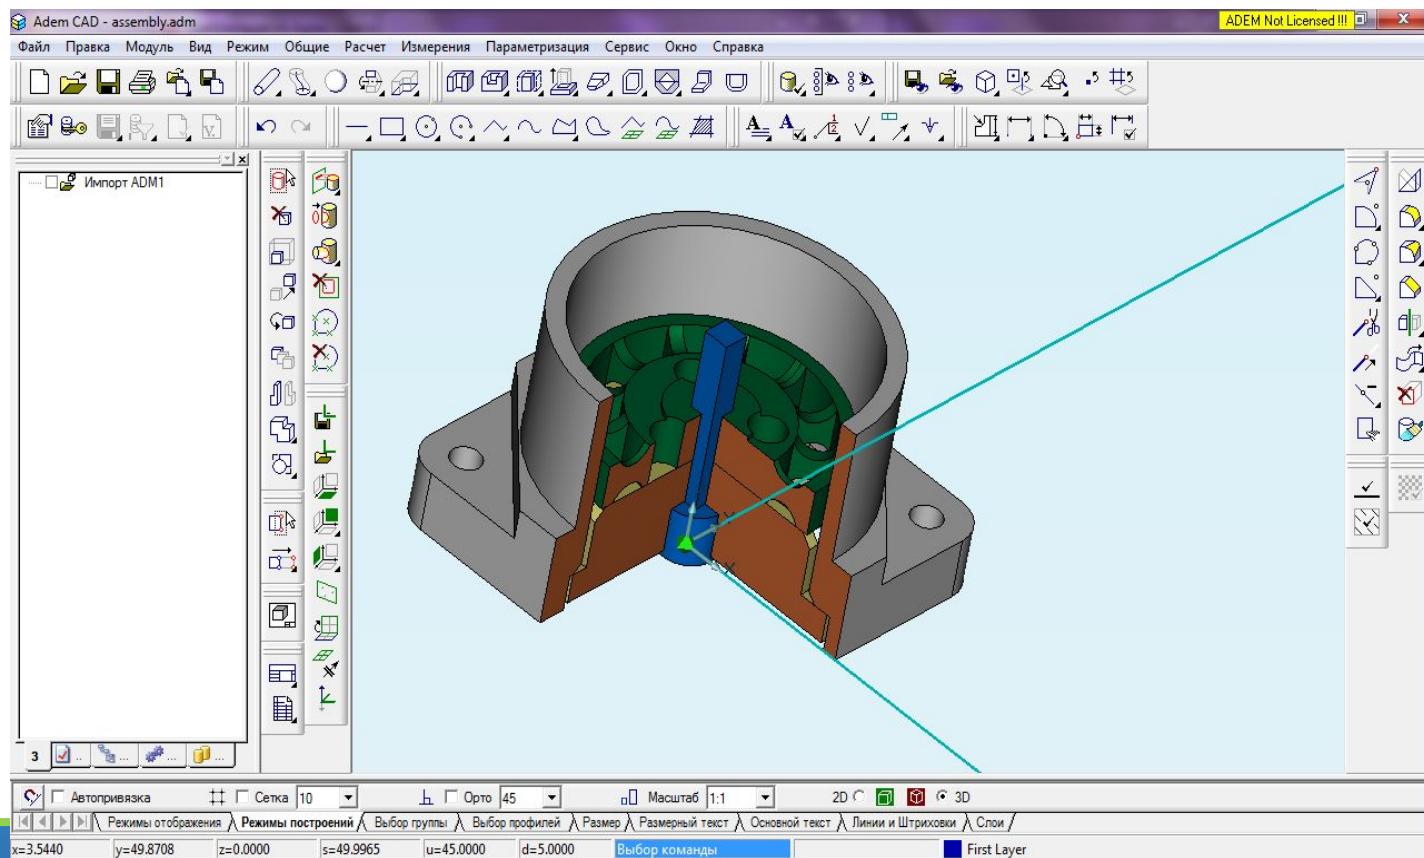 Adem CAD - assembly.adm
ADEM Not Licensed !!!
Файл Правка Модуль Вид Режим Общие Расчет Измерения Параметризация Сервис Окно Справка
Импорт ADM1
Y
X
3
Автопривязка Сетка 10 Орто 45 Масштаб 1:1 2D 3D
Режимы отображения Режимы построений Выбор группы Выбор профилей Размер Размерный текст Основной текст Линии и Штриховки Слои
x=3.5440 y=49.8708 z=0.0000 s=49.9965 u=45.0000 d=5.0000 Выбор команды First Layer